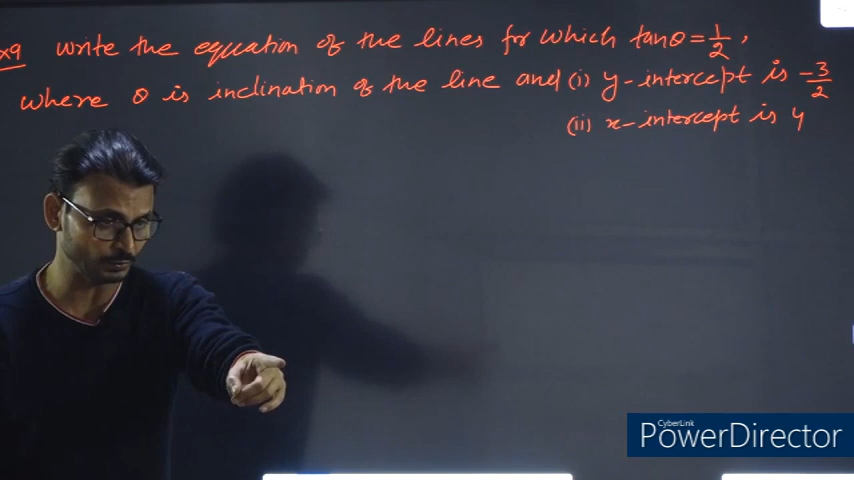 x9 Write the equation of the lines for which tanθ = 1/2,
where θ is inclination of the line and (i) y-intercept is -3/2
(ii) x-intercept is 4
CyberLink
PowerDirector